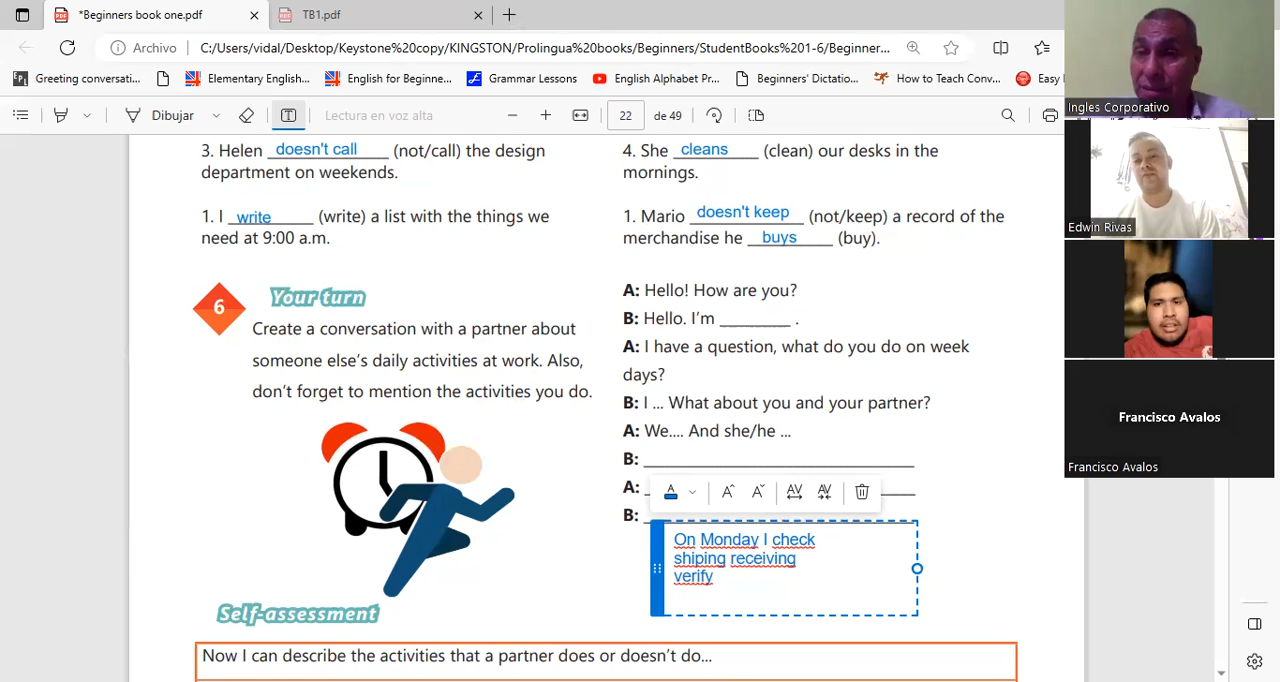 *Beginners book one.pdf
TB1.pdf
Archivo
C:/Users/vidal/Desktop/Keystone%20copy/KINGSTON/Prolingua%20books/Beginners/StudentBooks%201-6/Beginner...
Greeting conversati...
Elementary English...
English for Beginne...
Grammar Lessons
English Alphabet Pr...
Beginners' Dictatio...
How to Teach Conv...
Easy
Dibujar
Lectura en voz alta
22
de 49
3. Helen doesn't call (not/call) the design
department on weekends.
1. I write (write) a list with the things we
need at 9:00 a.m.
4. She cleans (clean) our desks in the
mornings.
1. Mario doesn't keep (not/keep) a record of the
merchandise he buys (buy).
6
Your turn
Create a conversation with a partner about
someone else's daily activities at work. Also,
don't forget to mention the activities you do.
A: Hello! How are you?
B: Hello. I'm ________ .
A: I have a question, what do you do on week
days?
B: I ... What about you and your partner?
A: We.... And she/he ...
B:
A:
B:
On Monday I check
shiping receiving
verify
Self-assessment
Now I can describe the activities that a partner does or doesn't do...
Ingles Corporativo
Edwin Rivas
Francisco Avalos
Francisco Avalos